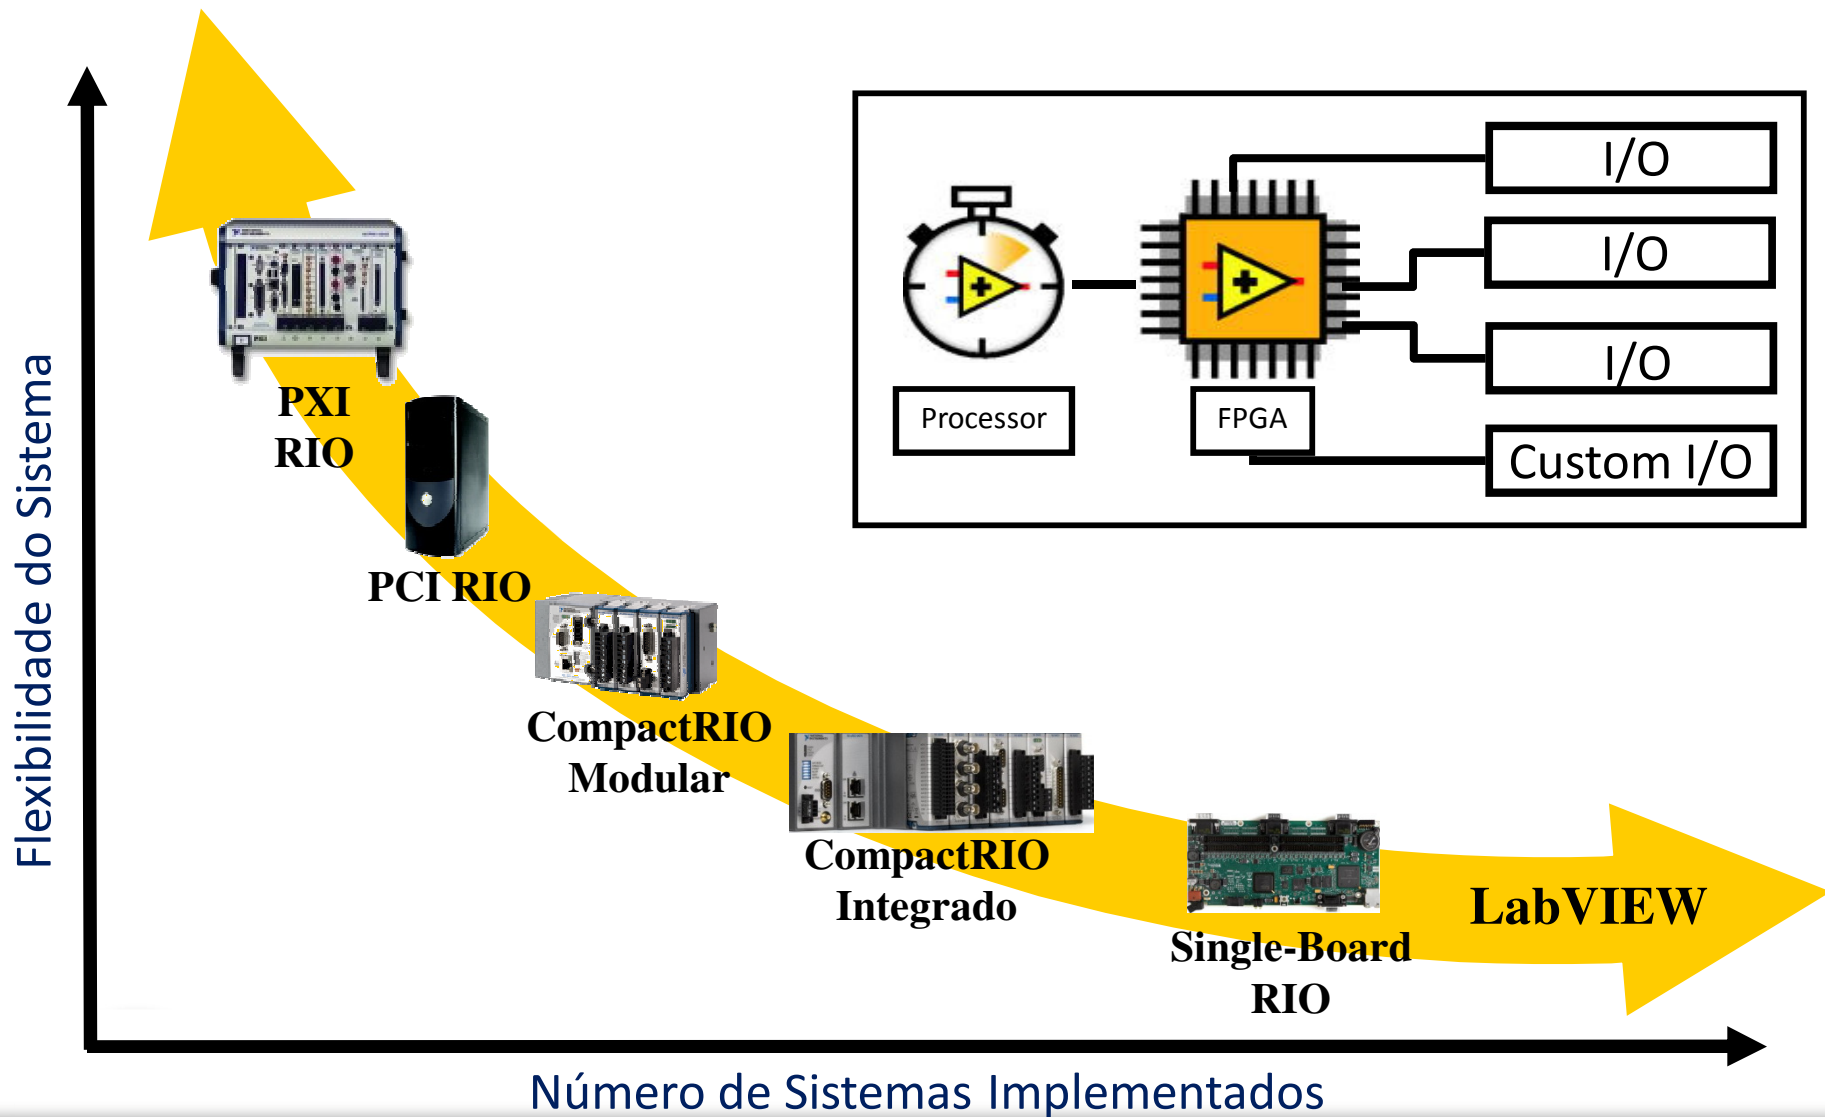 Flexibilidade do Sistema
PXI
RIO
PCI RIO
CompactRIO
Modular
CompactRIO
Integrado
Single-Board
RIO
LabVIEW
Processor
FPGA
I/O
I/O
I/O
Custom I/O
Número de Sistemas Implementados